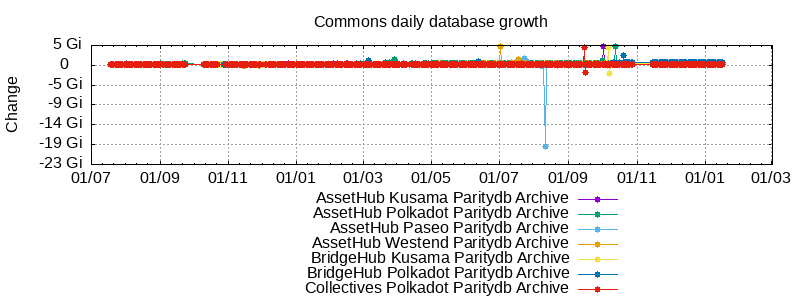 Commons daily database growth
Change
5 Gi
0
-5 Gi
-9 Gi
-14 Gi
-19 Gi
-23 Gi
01/07 01/09 01/11 01/01 01/03 01/05 01/07 01/09 01/11 01/01 01/03
AssetHub Kusama Paritydb Archive
AssetHub Polkadot Paritydb Archive
AssetHub Paseo Paritydb Archive
AssetHub Westend Paritydb Archive
BridgeHub Kusama Paritydb Archive
BridgeHub Polkadot Paritydb Archive
Collectives Polkadot Paritydb Archive